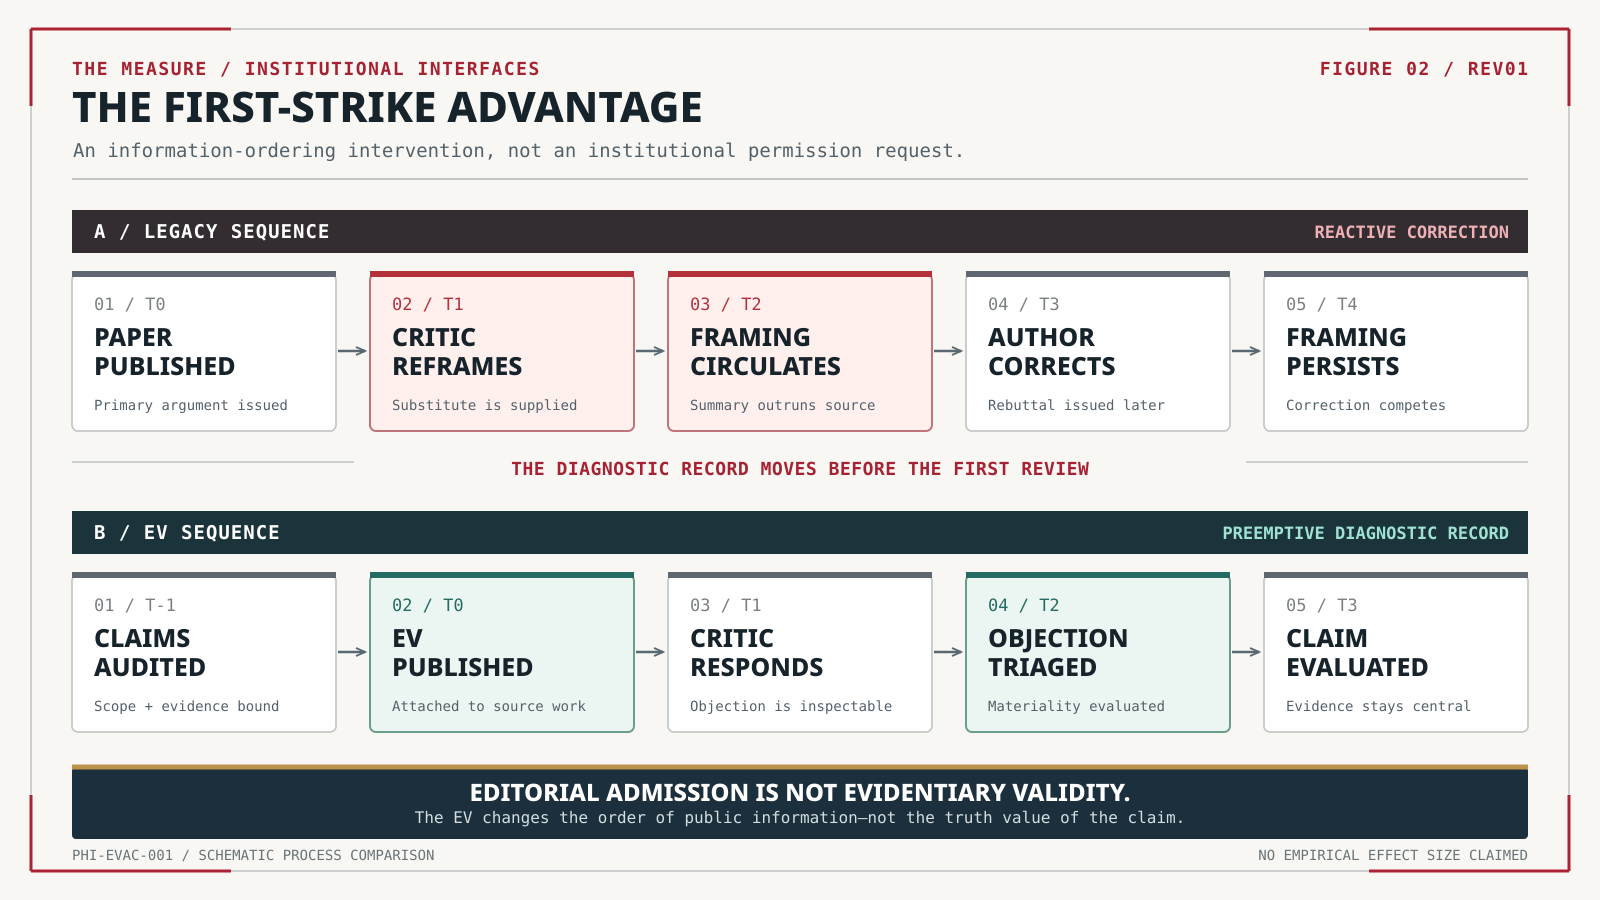 THE MEASURE / INSTITUTIONAL INTERFACES
FIGURE 02 / REV01
THE FIRST-STRIKE ADVANTAGE
An information-ordering intervention, not an institutional permission request.
A / LEGACY SEQUENCE
REACTIVE CORRECTION
01 / T0
PAPER
PUBLISHED
Primary argument issued
02 / T1
CRITIC
REFRAMES
Substitute is supplied
03 / T2
FRAMING
CIRCULATES
Summary outruns source
04 / T3
AUTHOR
CORRECTS
Rebuttal issued later
05 / T4
FRAMING
PERSISTS
Correction competes
THE DIAGNOSTIC RECORD MOVES BEFORE THE FIRST REVIEW
B / EV SEQUENCE
PREEMPTIVE DIAGNOSTIC RECORD
01 / T-1
CLAIMS
AUDITED
Scope + evidence bound
02 / T0
EV
PUBLISHED
Attached to source work
03 / T1
CRITIC
RESPONDS
Objection is inspectable
04 / T2
OBJECTION
TRIAGED
Materiality evaluated
05 / T3
CLAIM
EVALUATED
Evidence stays central
EDITORIAL ADMISSION IS NOT EVIDENTIARY VALIDITY.
The EV changes the order of public information—not the truth value of the claim.
PHI-EVAC-001 / SCHEMATIC PROCESS COMPARISON
NO EMPIRICAL EFFECT SIZE CLAIMED